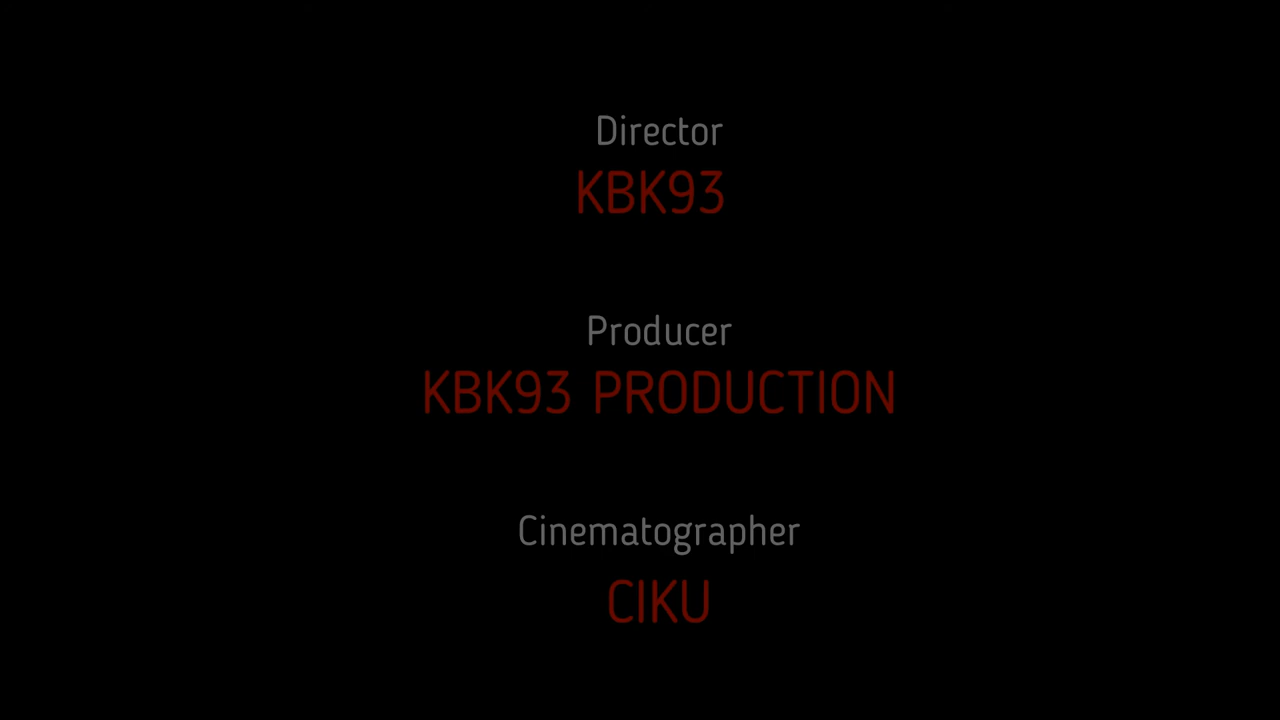 Director
KBK93
Producer
KBK93 PRODUCTION
Cinematographer
CIKU